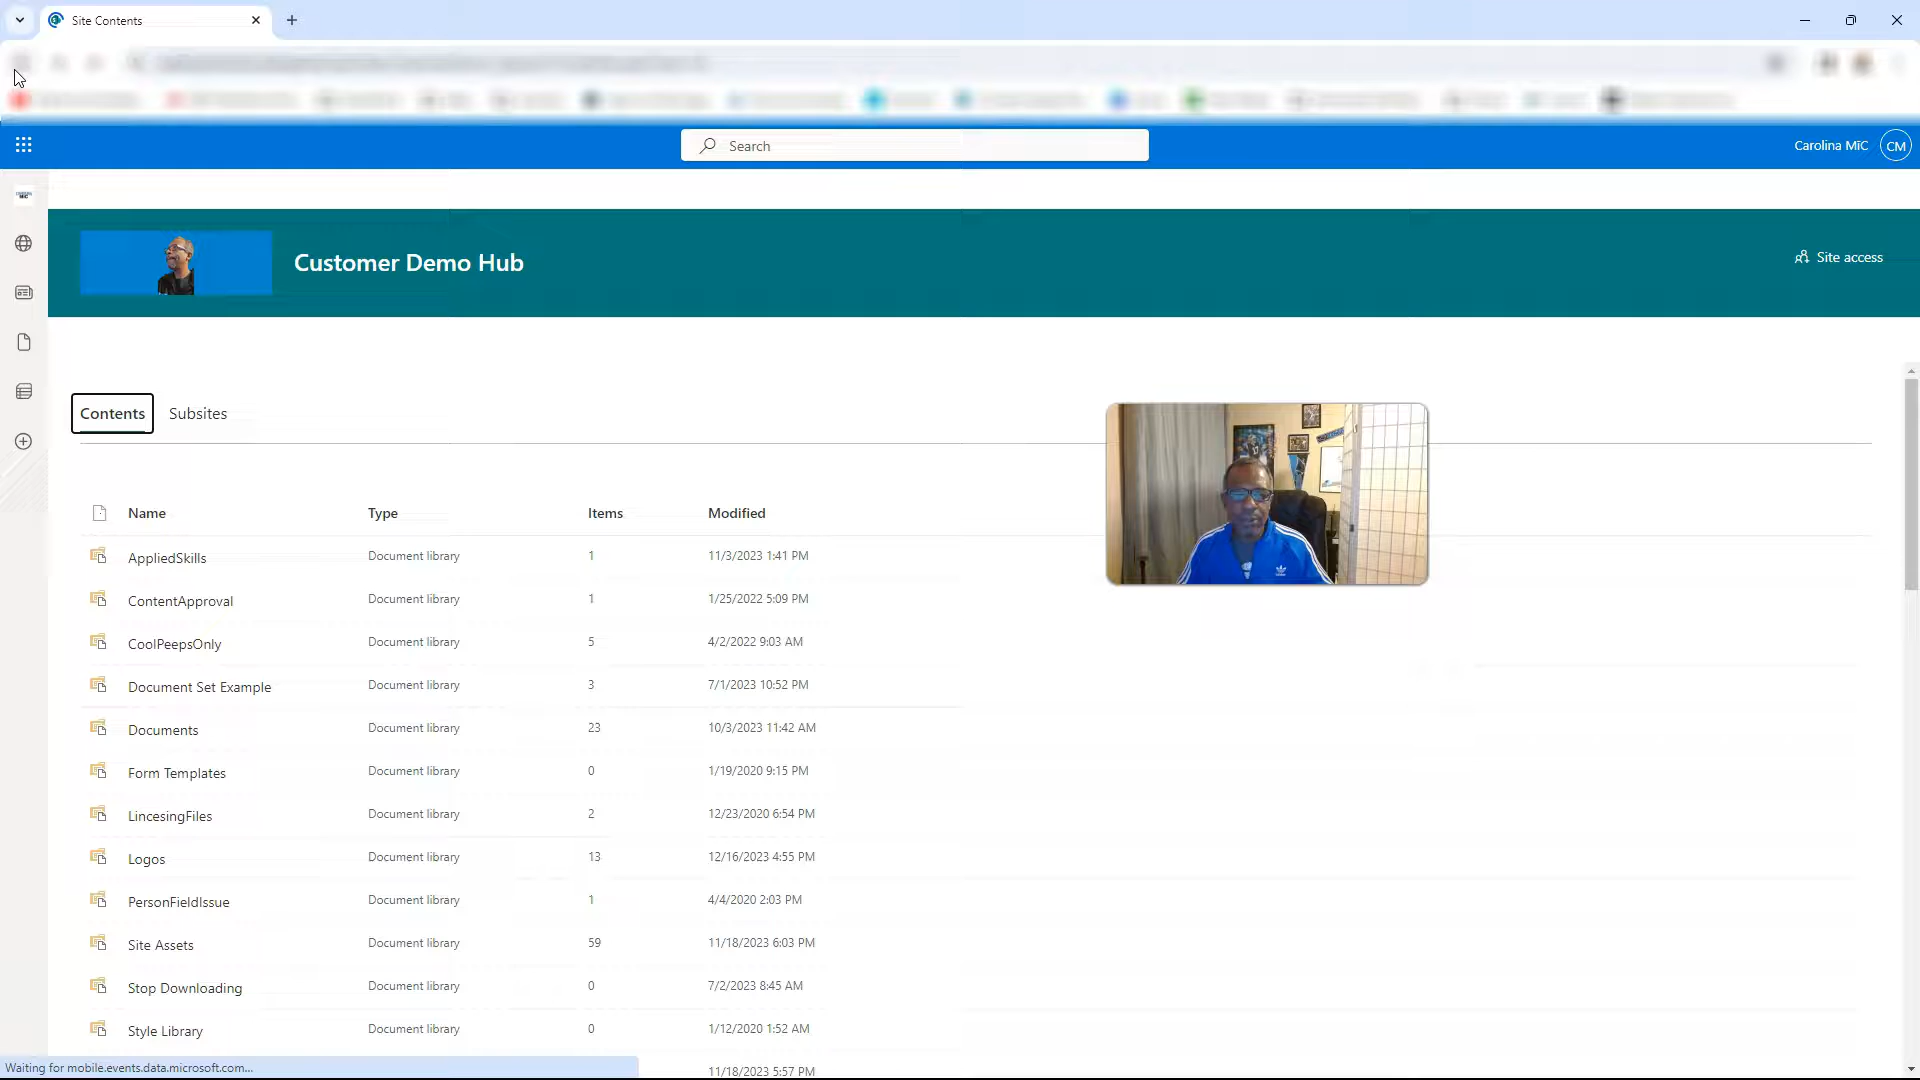 Site Contents
Search
Carolina MiC
CM
Customer Demo Hub
Site access
Contents
Subsites
Name Type Items Modified
AppliedSkills Document library 1 11/3/2023 1:41 PM
ContentApproval Document library 1 1/25/2022 5:09 PM
CoolPeepsOnly Document library 5 4/2/2022 9:03 AM
Document Set Example Document library 3 7/1/2023 10:52 PM
Documents Document library 23 10/3/2023 11:42 AM
Form Templates Document library 0 1/19/2020 9:15 PM
LincesingFiles Document library 2 12/23/2020 6:54 PM
Logos Document library 13 12/16/2023 4:55 PM
PersonFieldIssue Document library 1 4/4/2020 2:03 PM
Site Assets Document library 59 11/18/2023 6:03 PM
Stop Downloading Document library 0 7/2/2023 8:45 AM
Style Library Document library 0 1/12/2020 1:52 AM
Waiting for mobile.events.data.microsoft.com...
11/18/2023 5:57 PM